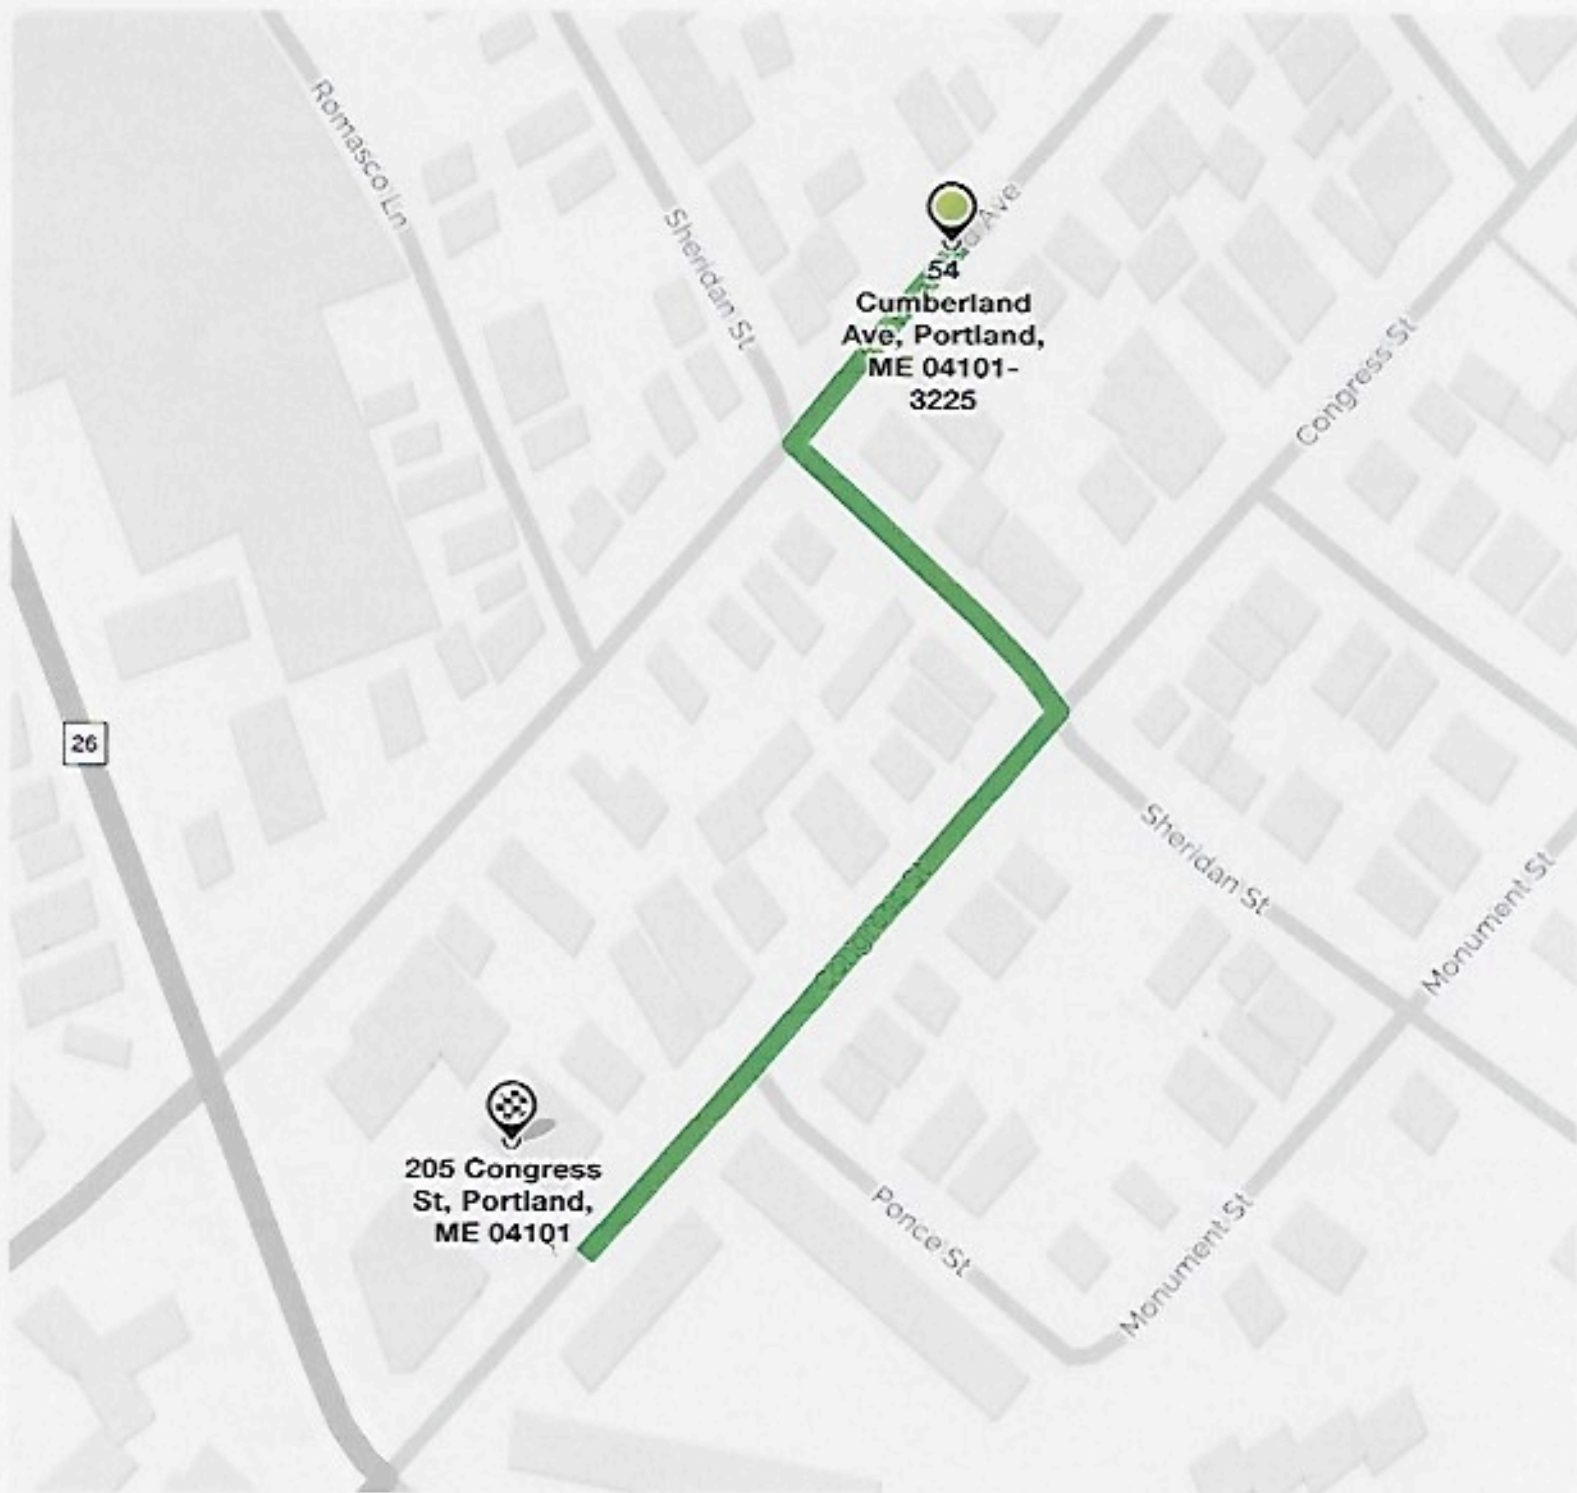 Romasco Ln
Sheridan St
Ave
54
Cumberland
Ave, Portland,
ME 04101-
3225
Congress St
26
Sheridan St
Monument St
205 Congress
St, Portland,
ME 04101
Ponce St
Monument St